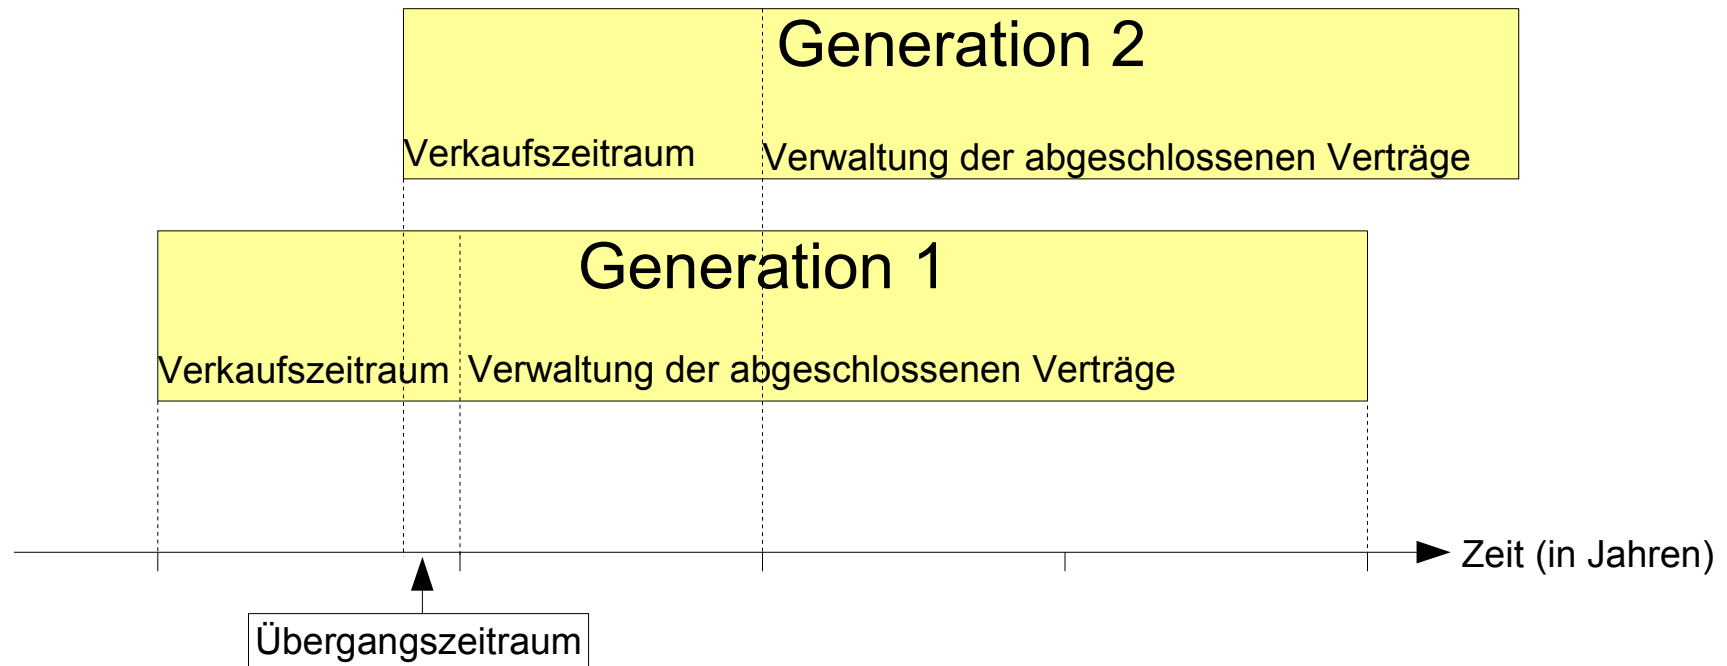 Generation 2
Verkaufszeitraum
Verwaltung der abgeschlossenen Verträge
Generation 1
Verkaufszeitraum
Verwaltung der abgeschlossenen Verträge
Zeit (in Jahren)
Übergangszeitraum